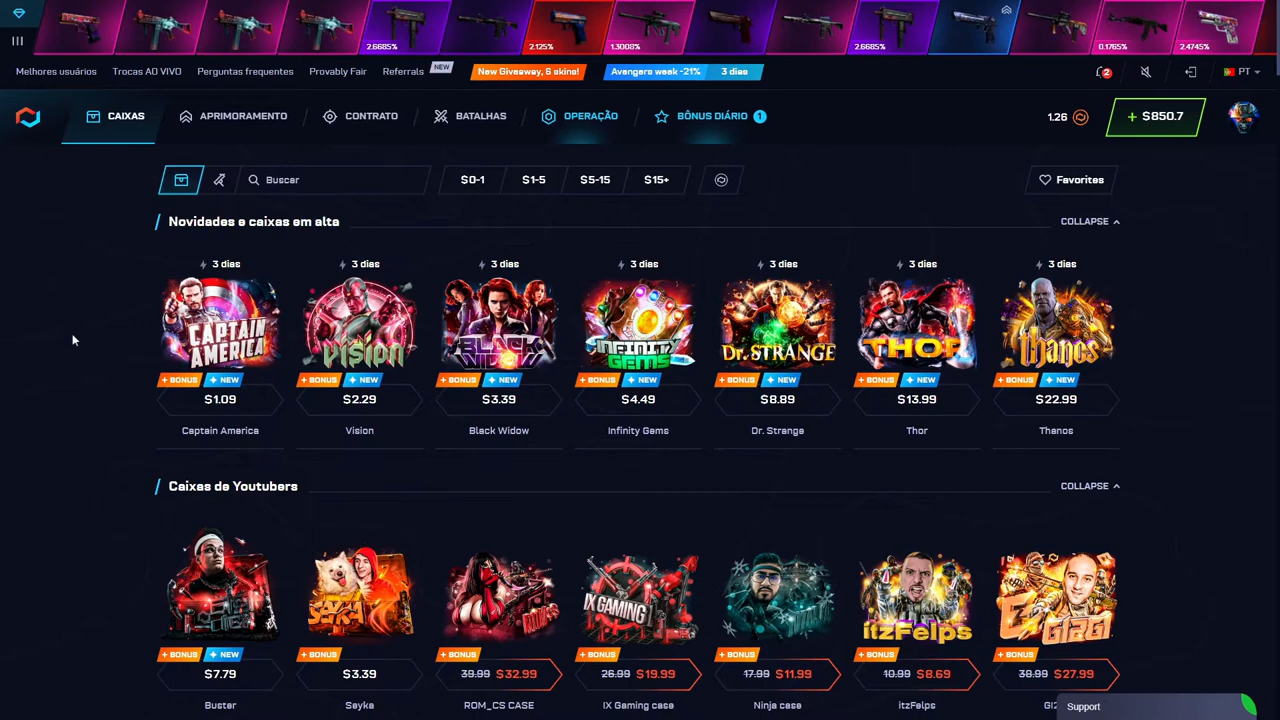 2.6685%
2.125%
1.3008%
2.6685%
0.1765%
2.4745%
Melhores usuários
Trocas AO VIVO
Perguntas frequentes
Provably Fair
Referrals
NEW
New Giveaway, 6 skins!
Avengers week -21%
3 dias
2
PT
CAIXAS
APRIMORAMENTO
CONTRATO
BATALHAS
OPERAÇÃO
BÔNUS DIÁRIO
1
1.26
+ $850.7
Buscar
$0-1
$1-5
$5-15
$15+
Favorites
Novidades e caixas em alta
COLLAPSE
3 dias
3 dias
3 dias
3 dias
3 dias
3 dias
3 dias
CAPTAIN AMERICA
VISION
BLACK WIDOW
INFINITY GEMS
Dr. STRANGE
THOR
thanos
+ BONUS NEW
+ BONUS NEW
+ BONUS NEW
+ BONUS NEW
+ BONUS NEW
+ BONUS NEW
+ BONUS NEW
$1.09
$2.29
$3.39
$4.49
$8.89
$13.99
$22.99
Captain America
Vision
Black Widow
Infinity Gems
Dr. Strange
Thor
Thanos
Caixas de Youtubers
COLLAPSE
SAYKA
IX GAMING
itzFelps
+ BONUS NEW
+ BONUS
+ BONUS
+ BONUS
+ BONUS
+ BONUS
+ BONUS
$7.79
$3.39
39.99 $32.99
26.99 $19.99
17.99 $11.99
10.99 $8.69
38.99 $27.99
Buster
Sayka
ROM_CS CASE
IX Gaming case
Ninja case
itzFelps
Support